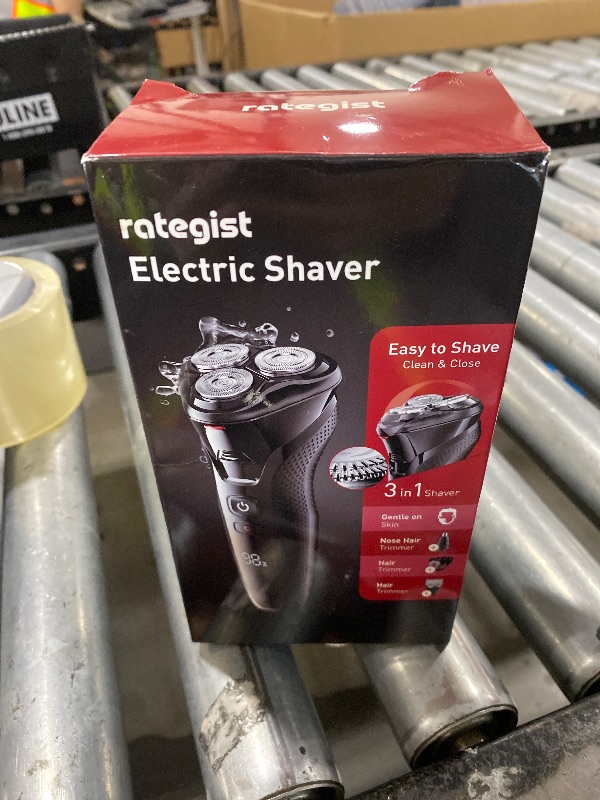 ULINE
rategist
rategist
Electric Shaver
Easy to Shave
Clean & Close
3 in 1 Shaver
Gentle on
Skin
Nose Hair
Trimmer
Hair
Trimmer
Hair
Trimmer
98%